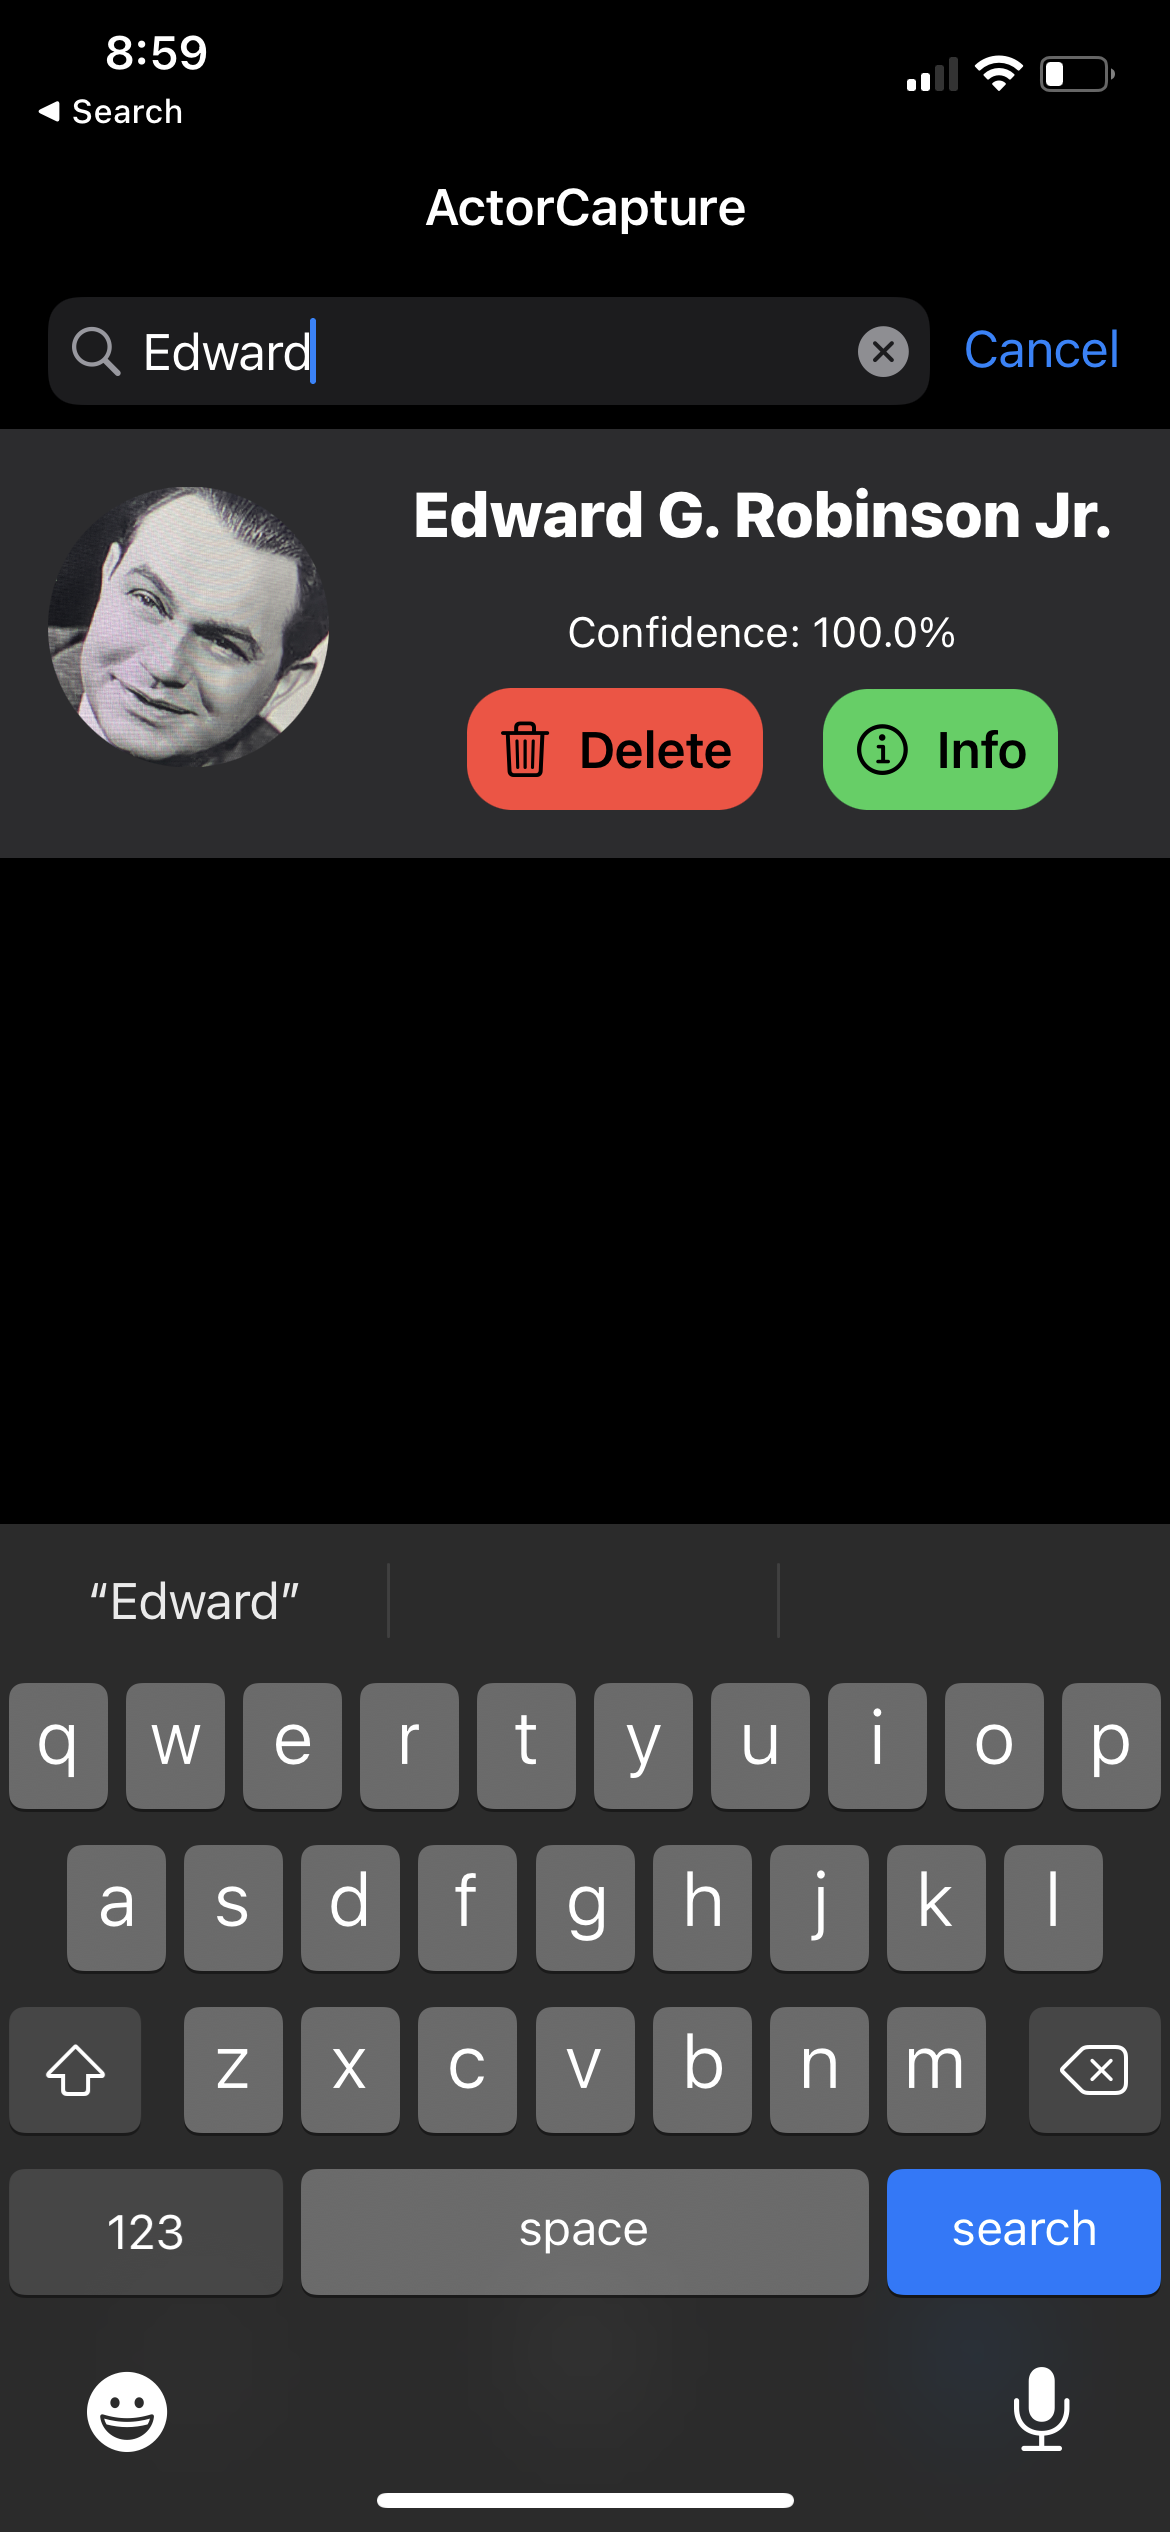 8:59
Search
ActorCapture
Edward
Cancel
Edward G. Robinson Jr.
Confidence: 100.0%
Delete
Info
“Edward”
q w e r t y u i o p
a s d f g h j k l
z x c v b n m
123 space search